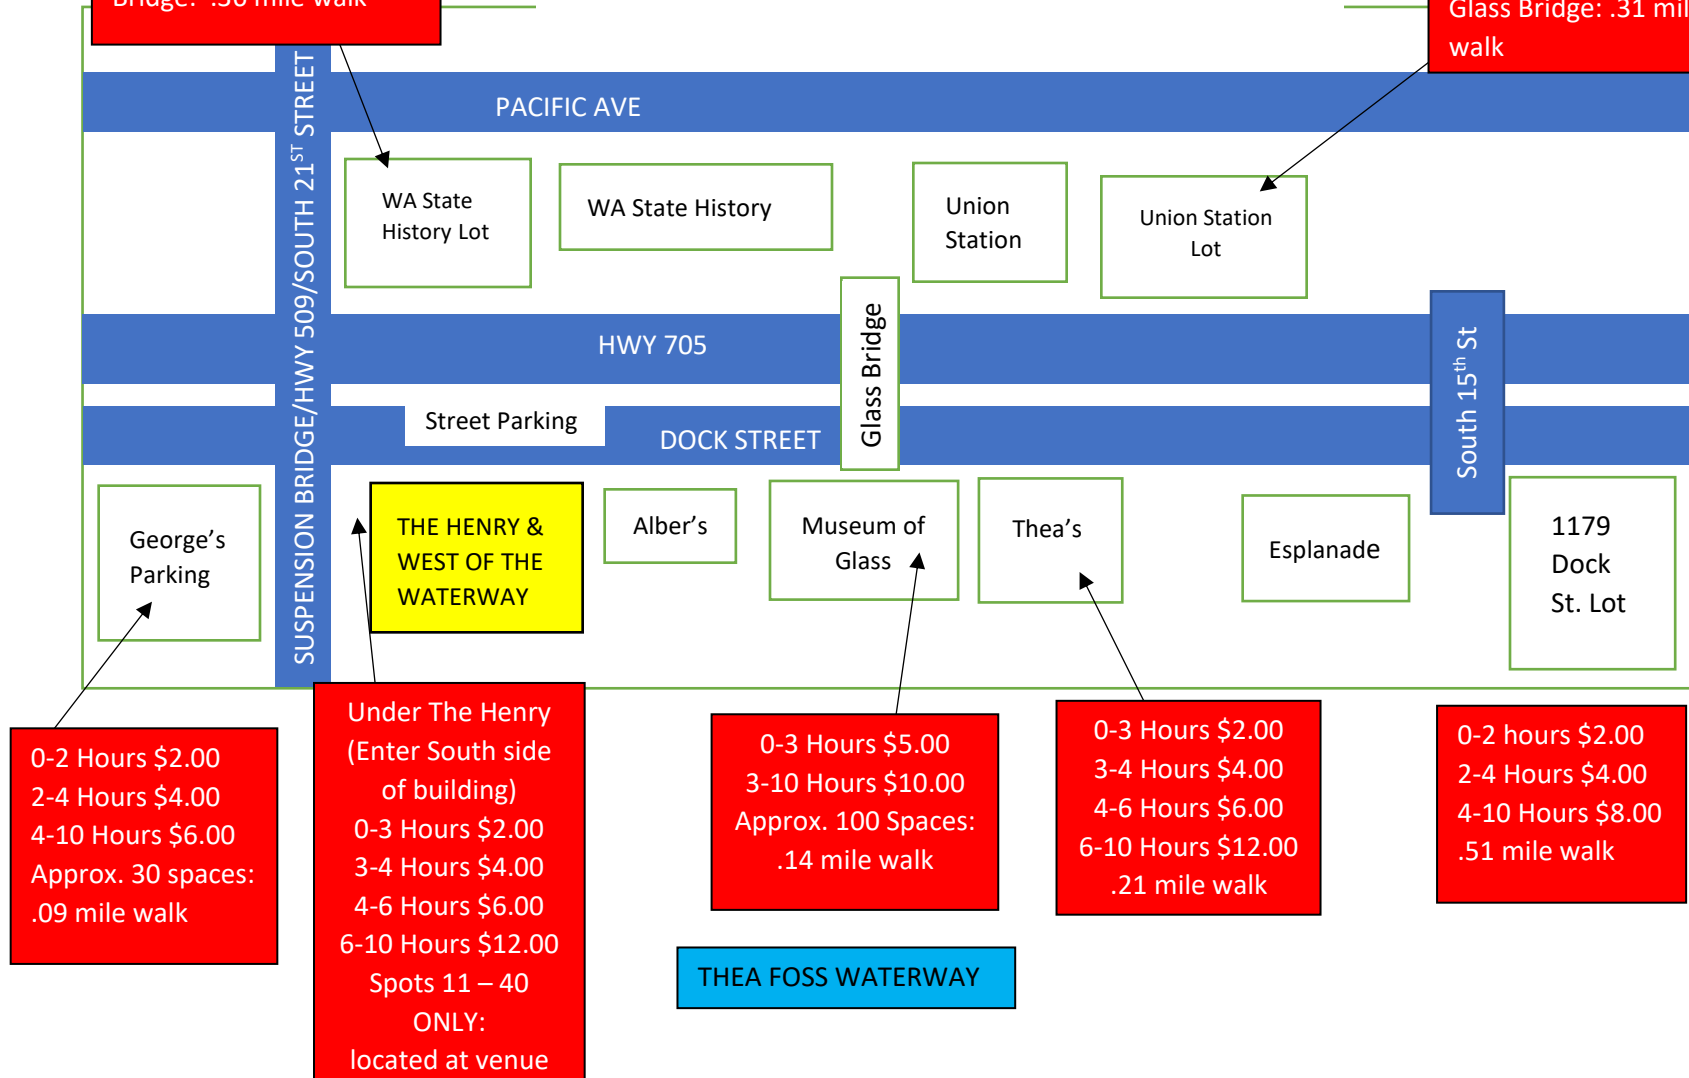 Glass Bridge: .31
walk
PACIFIC AVE
SUSPENSION BRIDGE/HWY 509/SOUTH 21ST STREET
WA State
History Lot
WA State History
Union
Station
Union Station
Lot
Glass Bridge
HWY 705
South 15th St
Street Parking
DOCK STREET
George’s
Parking
THE HENRY &
WEST OF THE
WATERWAY
Alber’s
Museum of
Glass
Thea’s
Esplanade
1179
Dock
St. Lot
0-2 Hours $2.00
2-4 Hours $4.00
4-10 Hours $6.00
Approx. 30 spaces:
.09 mile walk
Under The Henry
(Enter South side
of building)
0-3 Hours $2.00
3-4 Hours $4.00
4-6 Hours $6.00
6-10 Hours $12.00
Spots 11 – 40
ONLY:
located at venue
0-3 Hours $5.00
3-10 Hours $10.00
Approx. 100 Spaces:
.14 mile walk
0-3 Hours $2.00
3-4 Hours $4.00
4-6 Hours $6.00
6-10 Hours $12.00
.21 mile walk
0-2 hours $2.00
2-4 Hours $4.00
4-10 Hours $8.00
.51 mile walk
THEA FOSS WATERWAY